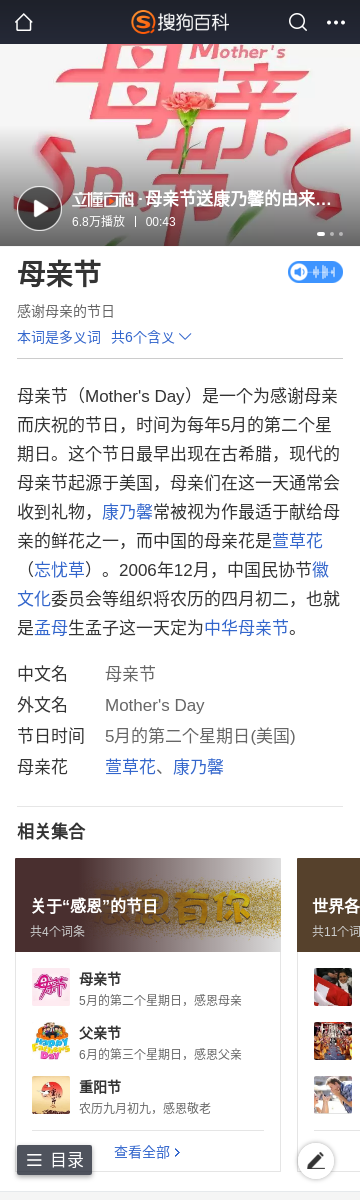 搜狗百科
Mother's
母亲节
立瞳百科·母亲节送康乃馨的由来...
6.8万播放 | 00:43
母亲节
感谢母亲的节日
本词是多义词 共6个含义
母亲节（Mother's Day）是一个为感谢母亲
而庆祝的节日，时间为每年5月的第二个星
期日。这个节日最早出现在古希腊，现代的
母亲节起源于美国，母亲们在这一天通常会
收到礼物，康乃馨常被视为作最适于献给母
亲的鲜花之一，而中国的母亲花是萱草花
（忘忧草）。2006年12月，中国民协节徽
文化委员会等组织将农历的四月初二，也就
是孟母生孟子这一天定为中华母亲节。
中文名 母亲节
外文名 Mother's Day
节日时间 5月的第二个星期日(美国)
母亲花 萱草花、康乃馨
相关集合
关于“感恩”的节日
共4个词条
世界各
共11个词
母亲节
5月的第二个星期日，感恩母亲
父亲节
6月的第三个星期日，感恩父亲
重阳节
农历九月初九，感恩敬老
查看全部
目录